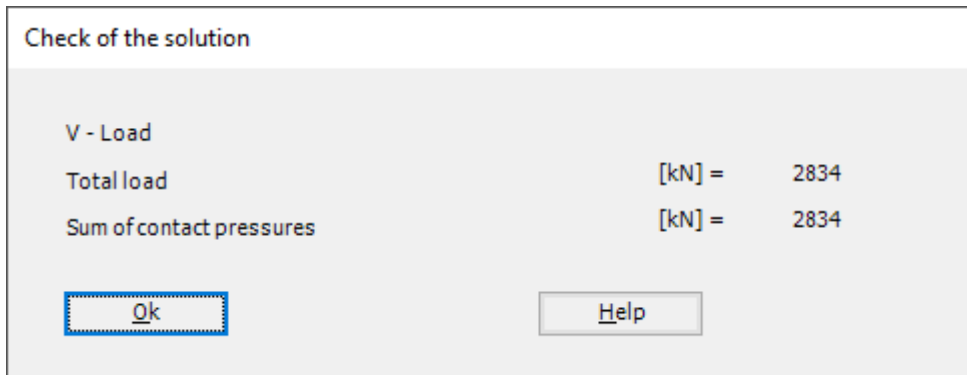 Check of the solution
V - Load
Total load [kN] = 2834
Sum of contact pressures [kN] = 2834
Ok Help